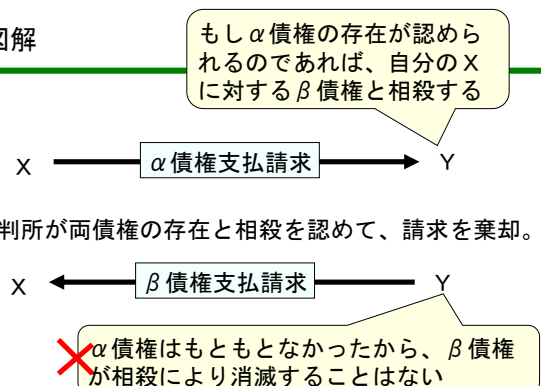 図解
もしα債権の存在が認めら
れるのであれば、自分のX
に対するβ債権と相殺する
X
α債権支払請求
Y
判所が両債権の存在と相殺を認めて、請求を棄却。
X
β債権支払請求
Y
α債権はもともとなかったから、β債権
が相殺により消滅することはない